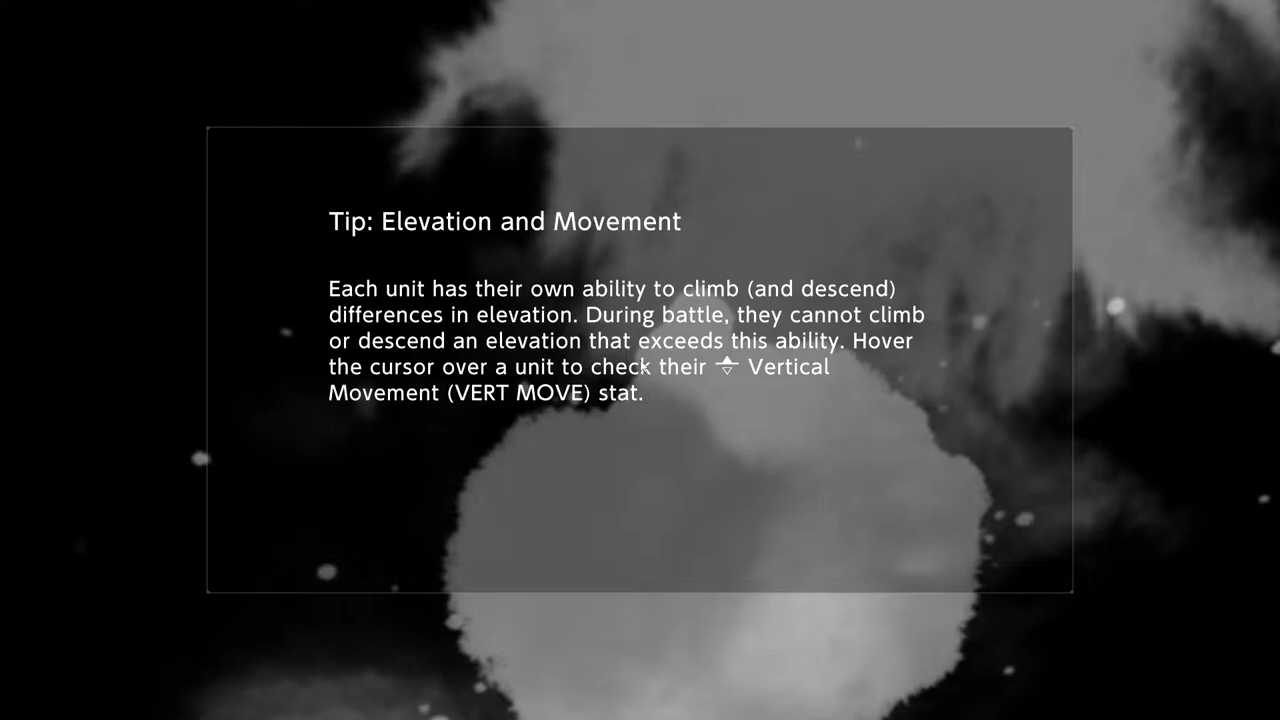 Tip: Elevation and Movement
Each unit has their own ability to climb (and descend)
differences in elevation. During battle, they cannot climb
or descend an elevation that exceeds this ability. Hover
the cursor over a unit to check their Vertical
Movement (VERT MOVE) stat.